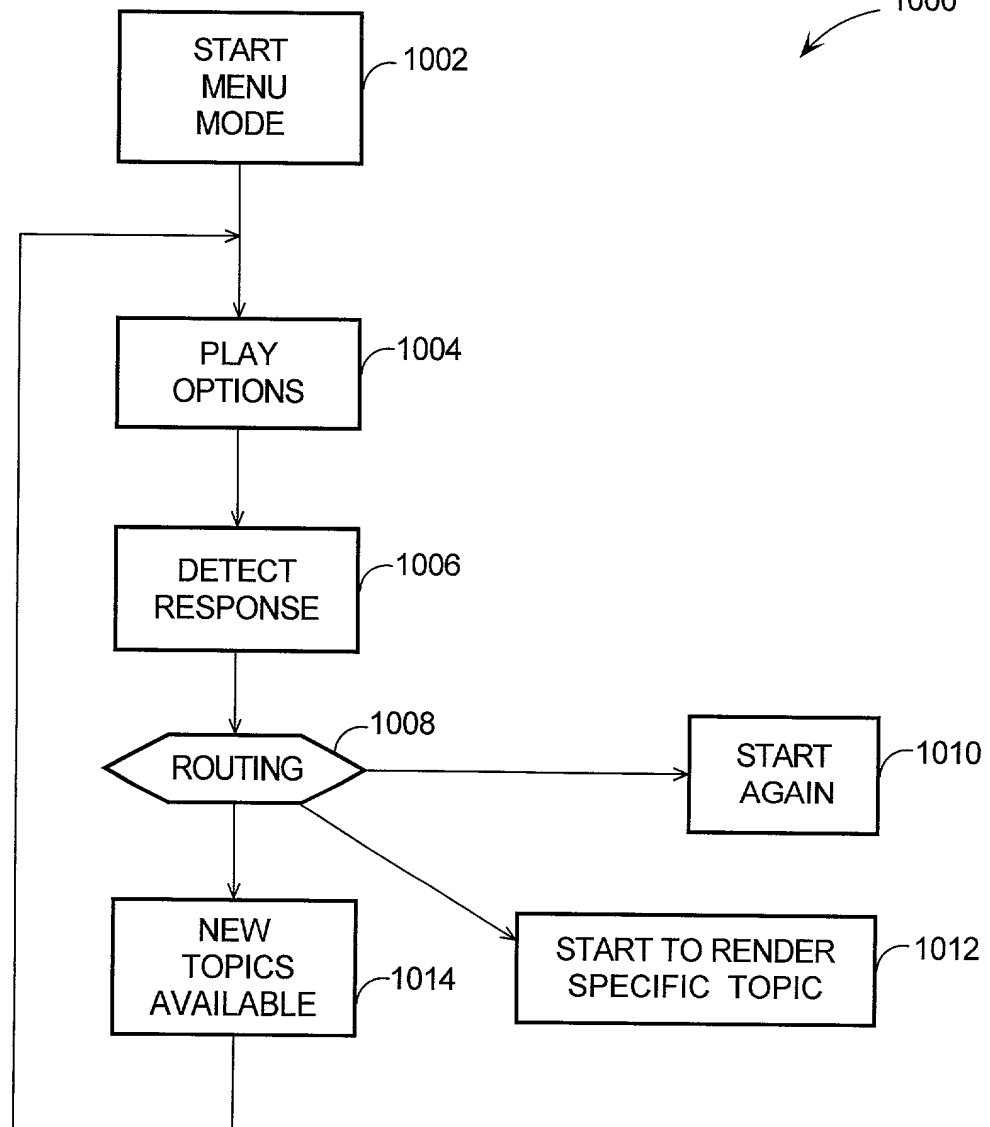 1000
START
MENU
MODE
1002
PLAY
OPTIONS
1004
DETECT
RESPONSE
1006
ROUTING
1008
START
AGAIN
1010
NEW
TOPICS
AVAILABLE
1014
START TO RENDER
SPECIFIC TOPIC
1012